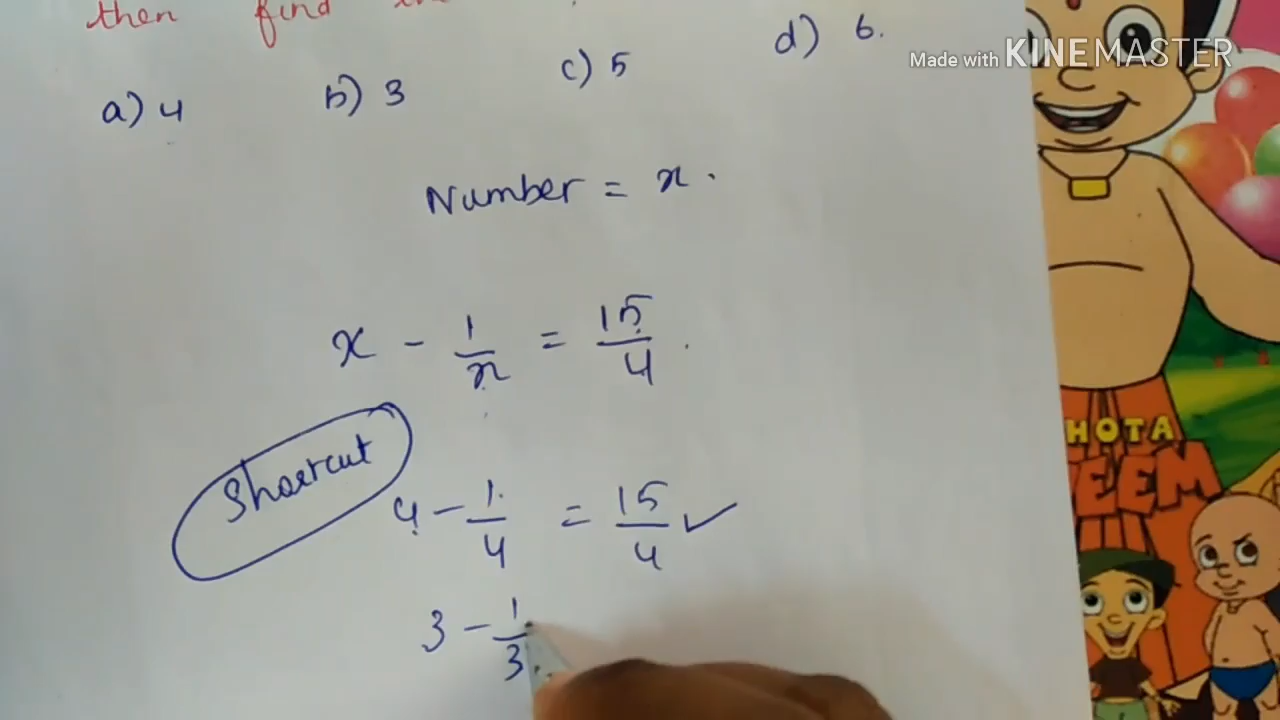 then find
a) 4 b) 3 c) 5 d) 6.
Made with KINEMASTER
Number = x.
x - 1/x = 15/4.
Shortcut
4 - 1/4 = 15/4 ✓
3 - 1/3
HOTA
EEM